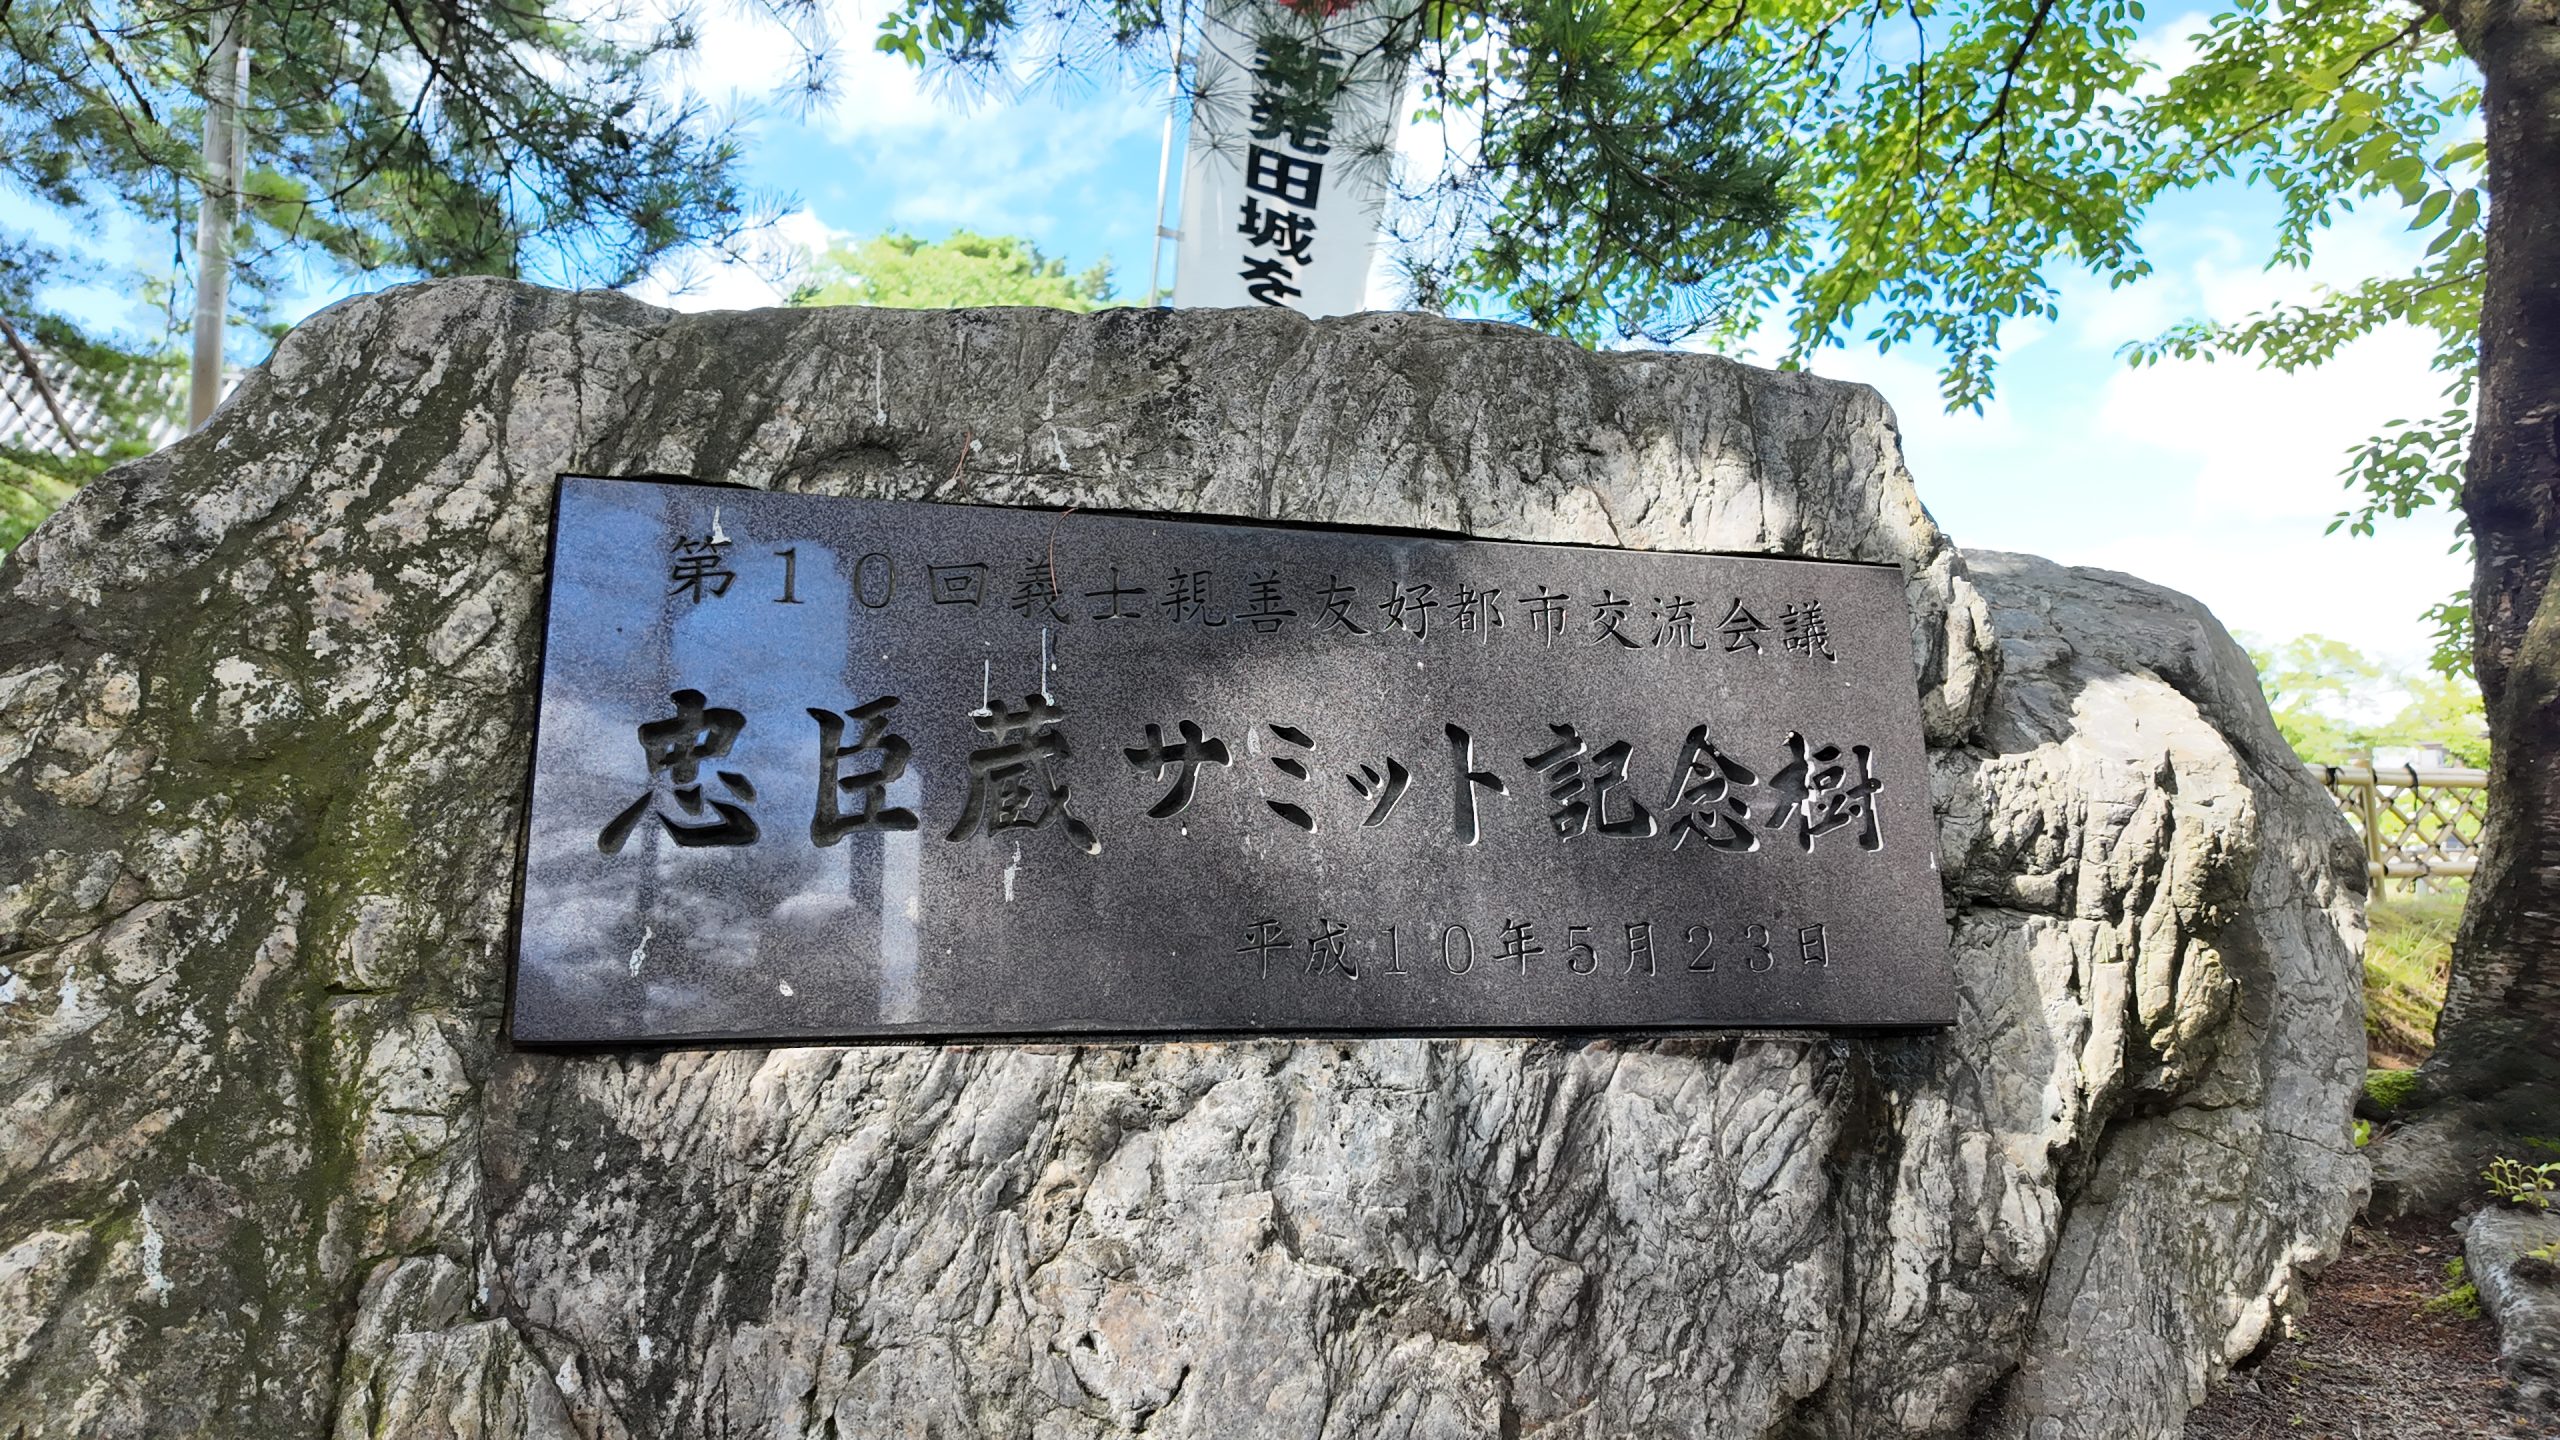 新発田城を
第10回義士親善友好都市交流会議
忠臣蔵サミット記念樹
平成10年5月23日